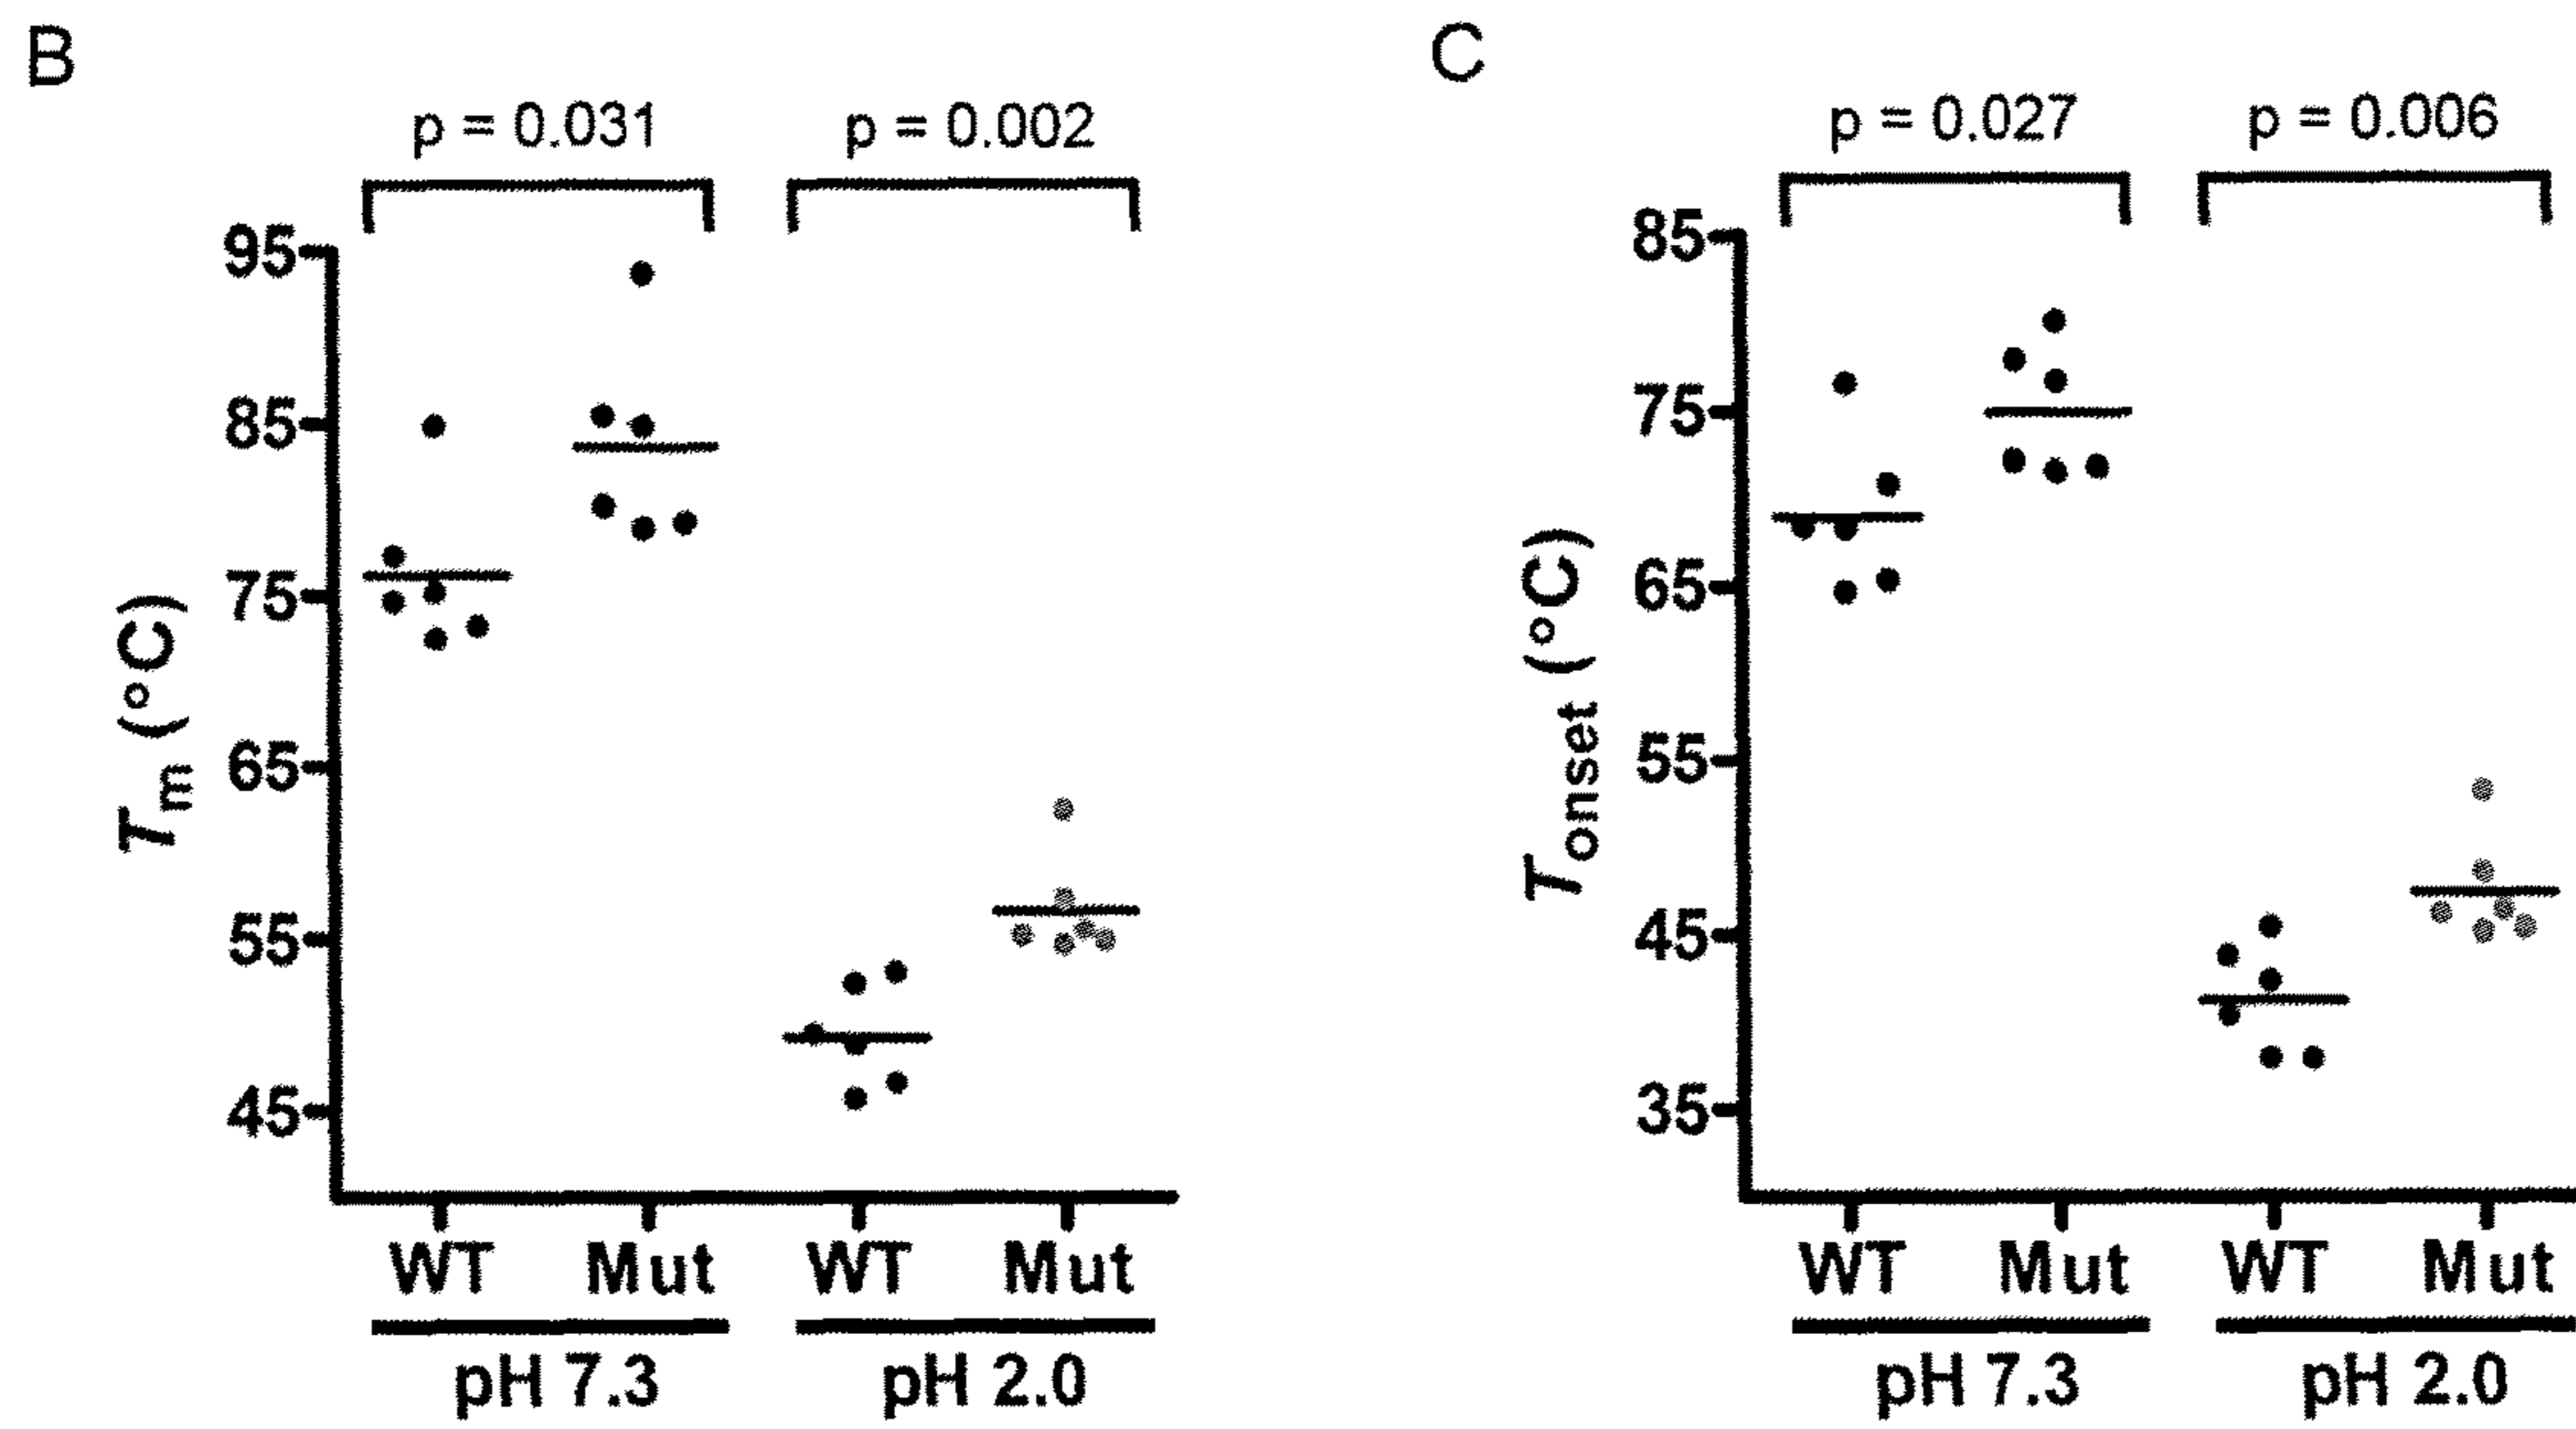 B
p = 0.031 p = 0.002
95
85
75
65
55
45
Tm (°C)
WT Mut WT Mut
pH 7.3 pH 2.0
C
p = 0.027 p = 0.006
85
75
65
55
45
35
Tonset (°C)
WT Mut WT Mut
pH 7.3 pH 2.0